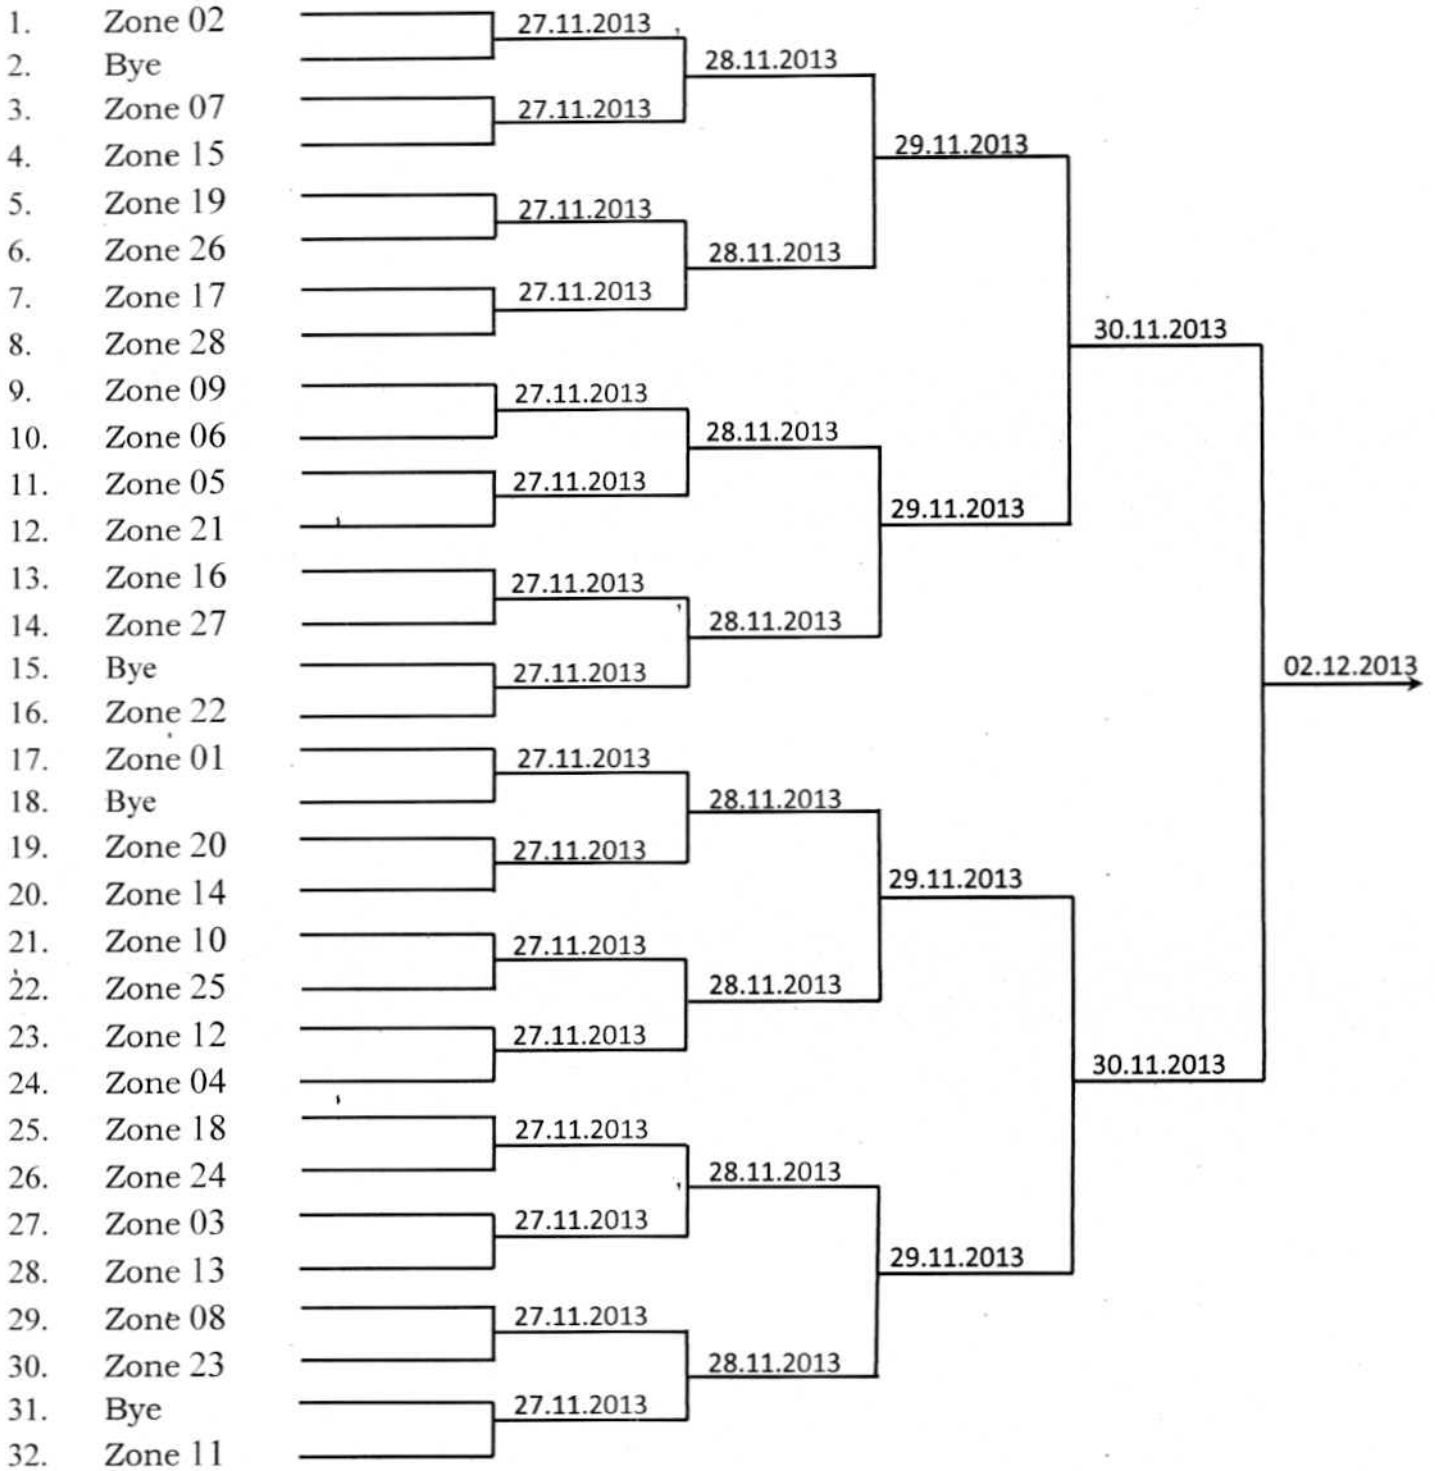 1. Zone 02
27.11.2013
2. Bye
28.11.2013
3. Zone 07
27.11.2013
4. Zone 15
29.11.2013
5. Zone 19
27.11.2013
6. Zone 26
28.11.2013
7. Zone 17
27.11.2013
8. Zone 28
30.11.2013
9. Zone 09
27.11.2013
10. Zone 06
28.11.2013
11. Zone 05
27.11.2013
12. Zone 21
29.11.2013
13. Zone 16
27.11.2013
14. Zone 27
28.11.2013
15. Bye
27.11.2013
02.12.2013
16. Zone 22
17. Zone 01
27.11.2013
18. Bye
28.11.2013
19. Zone 20
27.11.2013
20. Zone 14
29.11.2013
21. Zone 10
27.11.2013
22. Zone 25
28.11.2013
23. Zone 12
27.11.2013
24. Zone 04
30.11.2013
25. Zone 18
27.11.2013
26. Zone 24
28.11.2013
27. Zone 03
27.11.2013
28. Zone 13
29.11.2013
29. Zone 08
27.11.2013
30. Zone 23
28.11.2013
31. Bye
27.11.2013
32. Zone 11